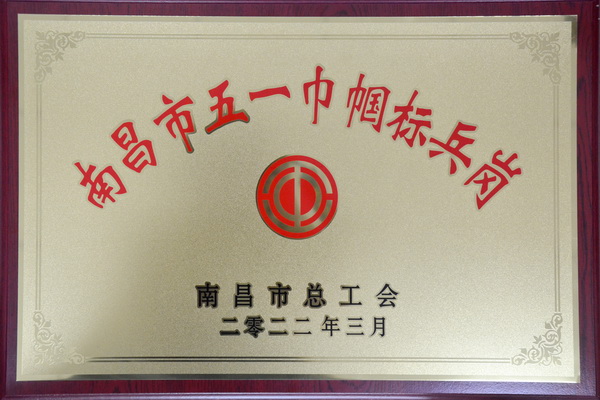 南昌市五一巾帼标兵岗
南昌市总工会
二零二二年三月